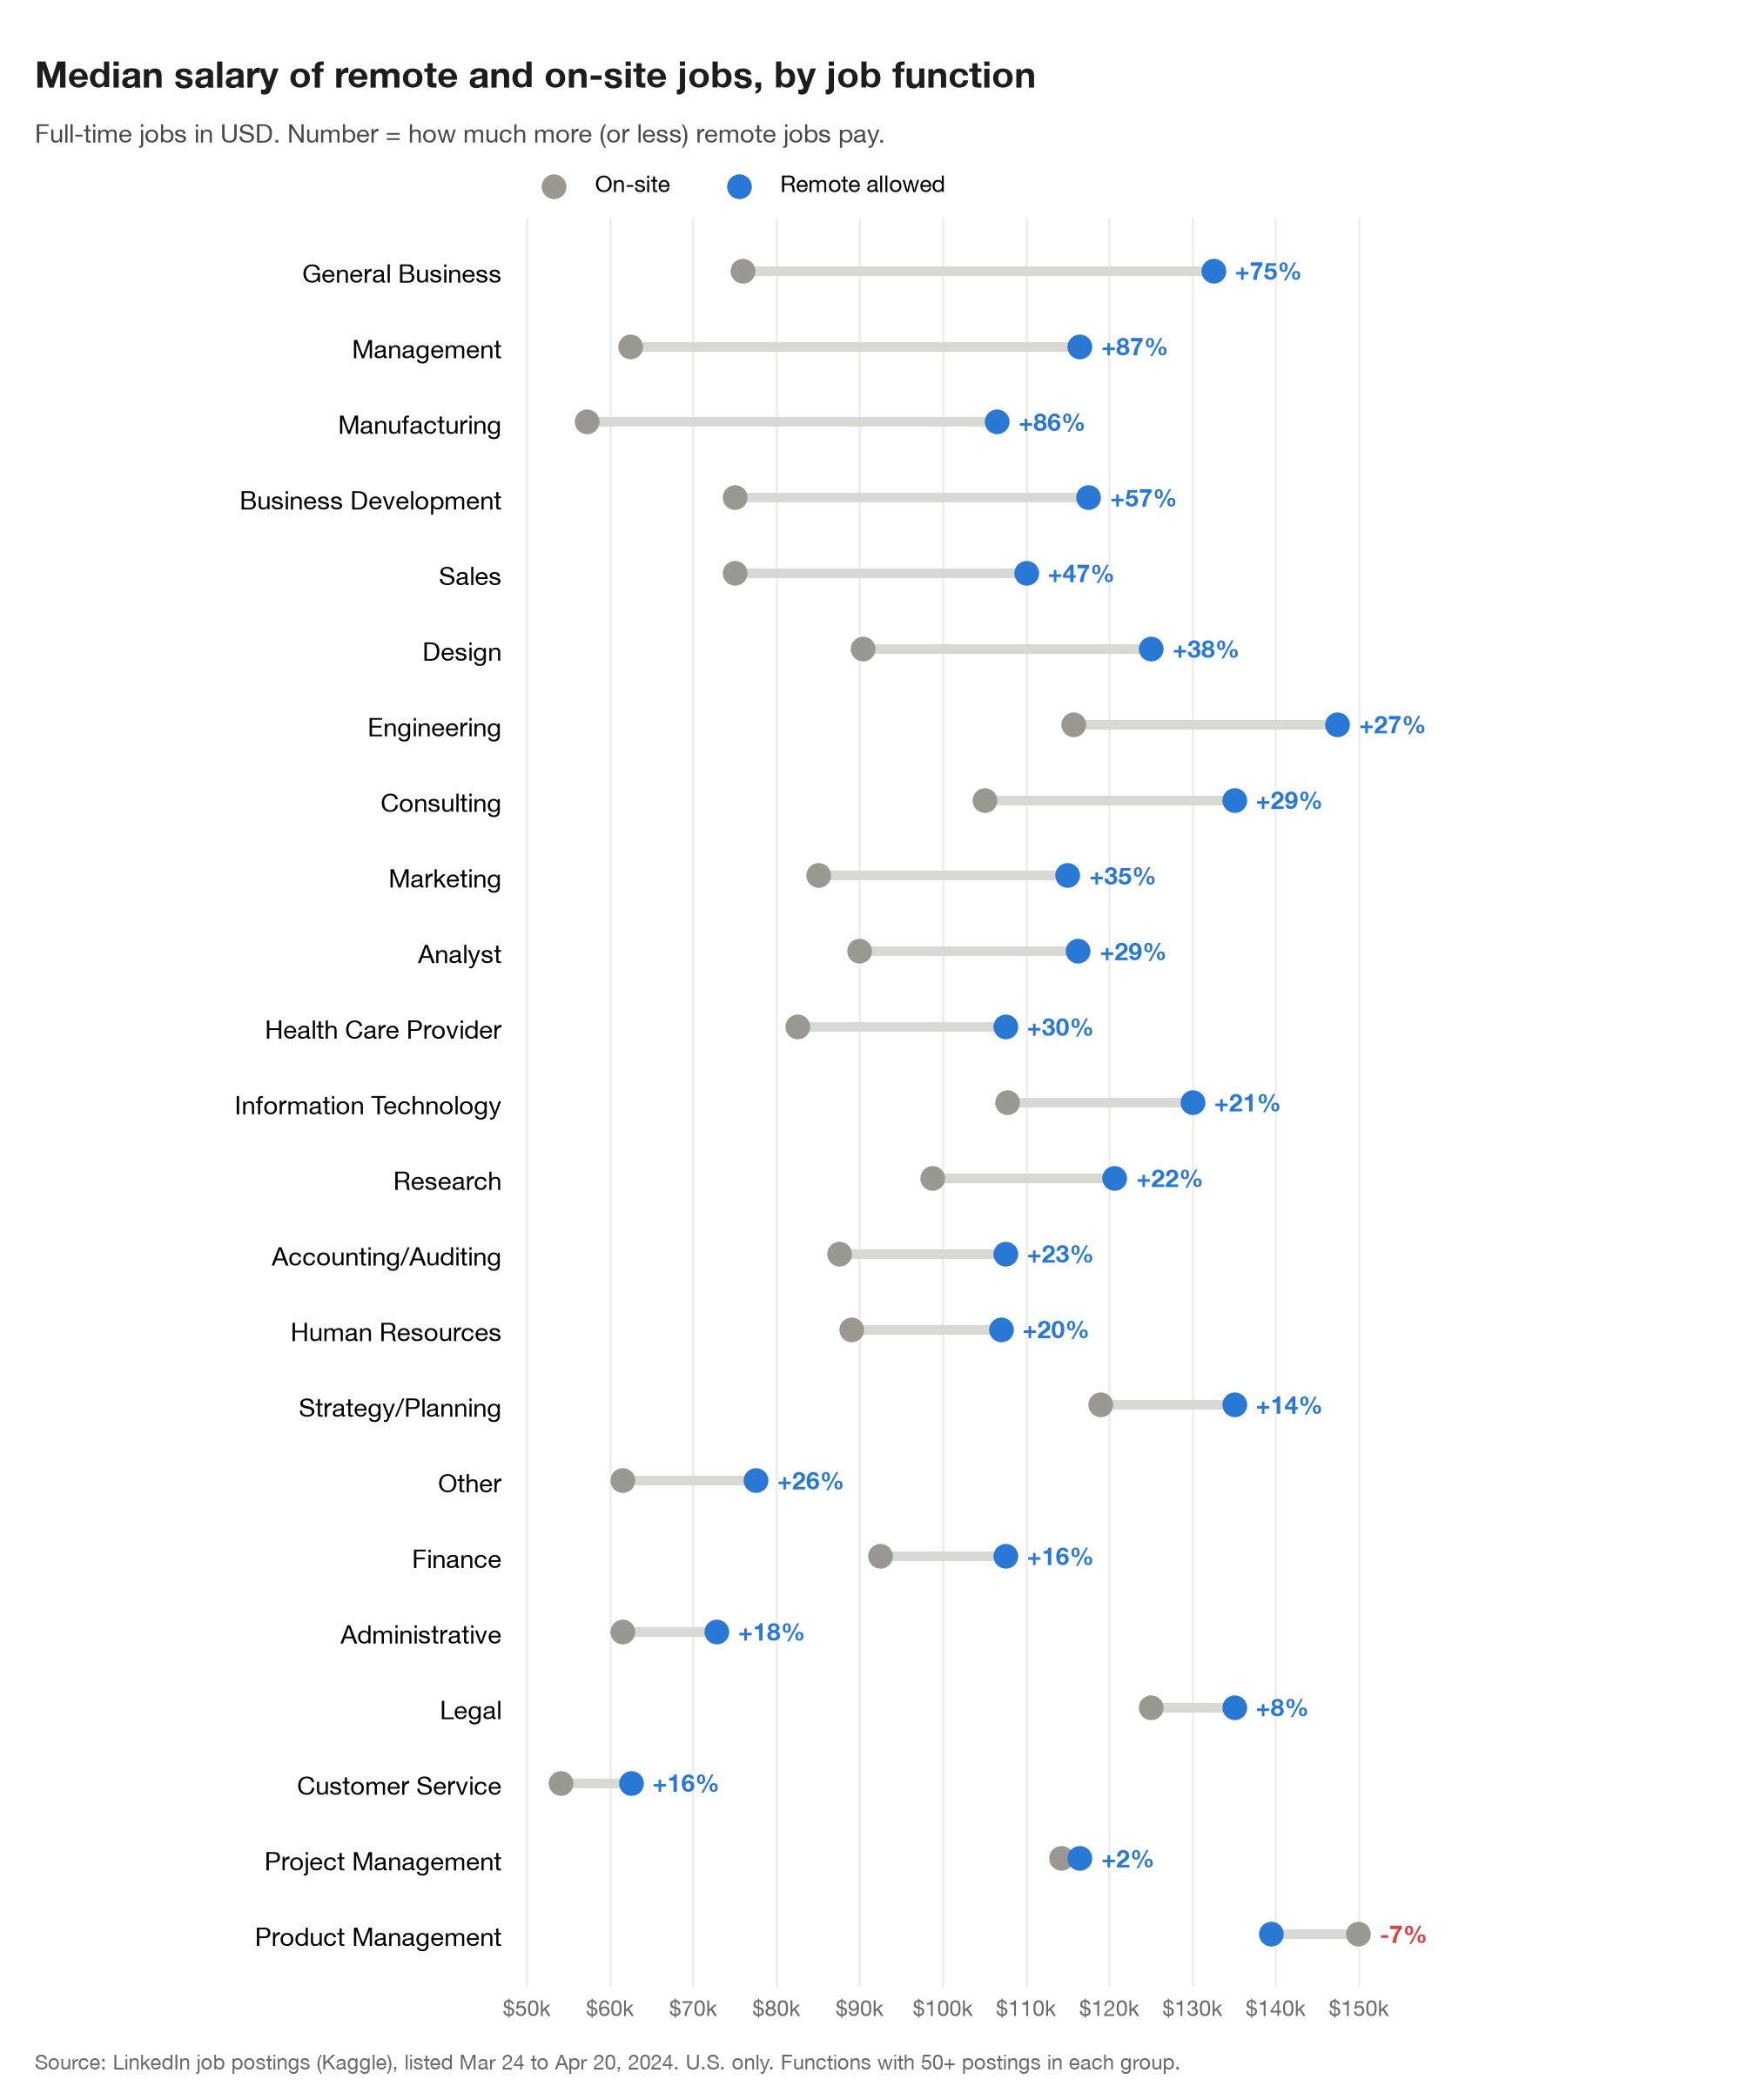 Median salary of remote and on-site jobs, by job function
Full-time jobs in USD. Number = how much more (or less) remote jobs pay.
On-site Remote allowed
General Business +75%
Management +87%
Manufacturing +86%
Business Development +57%
Sales +47%
Design +38%
Engineering +27%
Consulting +29%
Marketing +35%
Analyst +29%
Health Care Provider +30%
Information Technology +21%
Research +22%
Accounting/Auditing +23%
Human Resources +20%
Strategy/Planning +14%
Other +26%
Finance +16%
Administrative +18%
Legal +8%
Customer Service +16%
Project Management +2%
Product Management -7%
$50k $60k $70k $80k $90k $100k $110k $120k $130k $140k $150k
Source: LinkedIn job postings (Kaggle), listed Mar 24 to Apr 20, 2024. U.S. only. Functions with 50+ postings in each group.